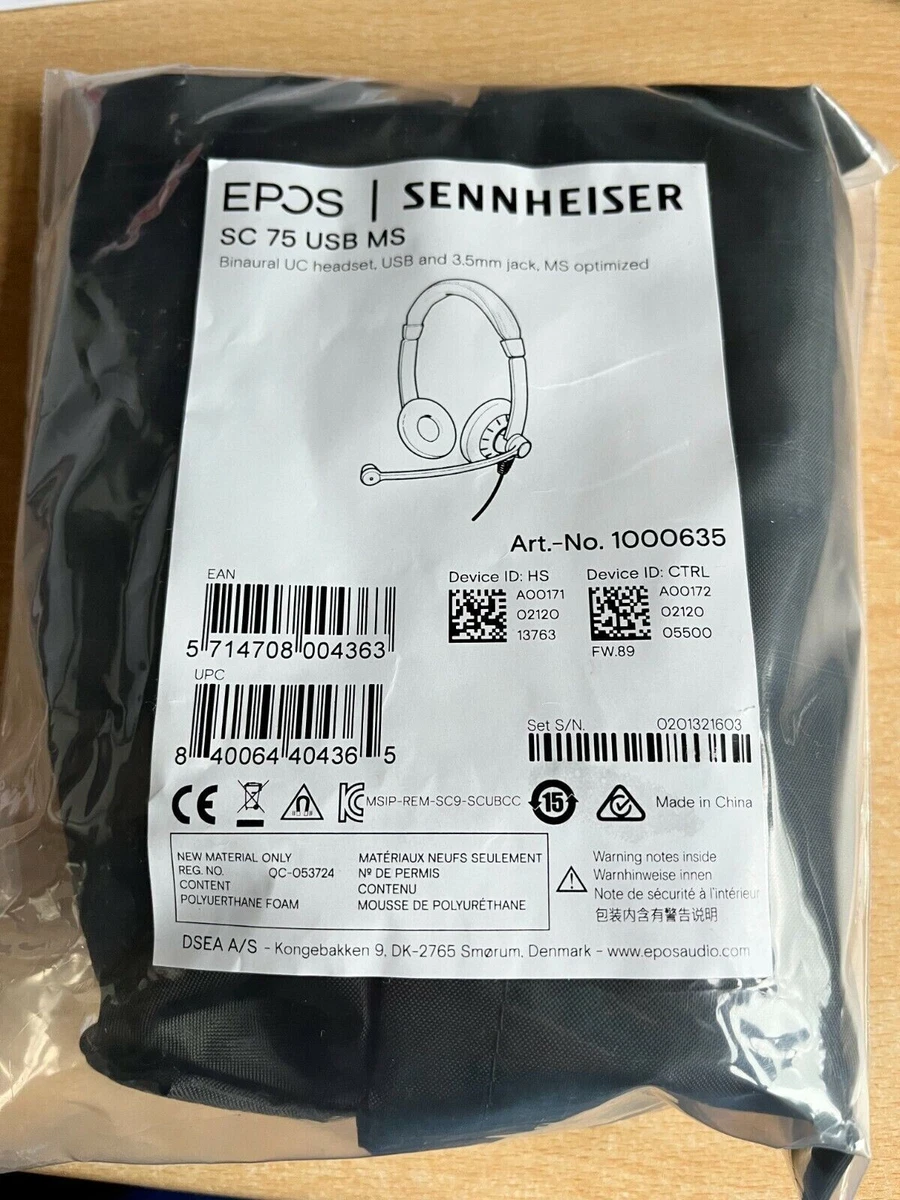 EPOS | SENNHEISER
SC 75 USB MS
Binaural UC headset, USB and 3.5mm jack, MS optimized
Art.-No. 1000635
EAN
5 714708 004363
UPC
8 40064 40436 5
Device ID: HS
A00171
02120
13763
Device ID: CTRL
A00172
02120
05500
FW.89
Set S/N. 0201321603
CE
MSIP-REM-SC9-SCUBCC
15
Made in China
NEW MATERIAL ONLY
REG. NO. QC-053724
CONTENT
POLYUERTHANE FOAM
MATÉRIAUX NEUFS SEULEMENT
Nº DE PERMIS
CONTENU
MOUSSE DE POLYURÉTHANE
Warning notes inside
Warnhinweise innen
Note de sécurité à l'intérieur
包装内含有警告说明
DSEA A/S - Kongebakken 9, DK-2765 Smørum, Denmark - www.eposaudio.com